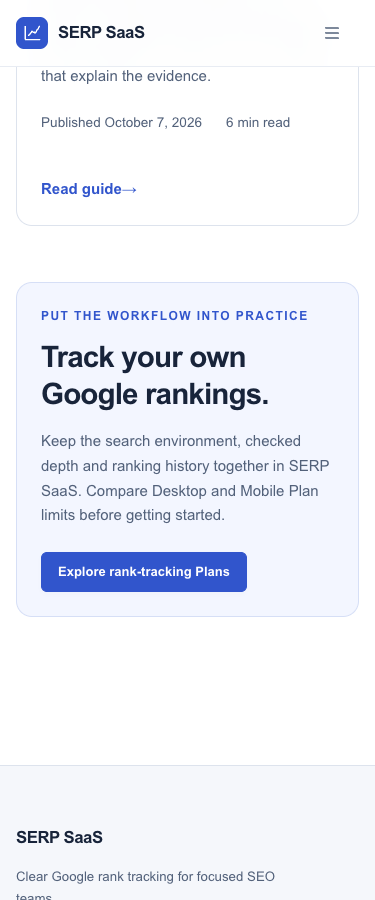 SERP SaaS
that explain the evidence.
Published October 7, 2026 6 min read
Read guide→
PUT THE WORKFLOW INTO PRACTICE
Track your own
Google rankings.
Keep the search environment, checked
depth and ranking history together in SERP
SaaS. Compare Desktop and Mobile Plan
limits before getting started.
Explore rank-tracking Plans
SERP SaaS
Clear Google rank tracking for focused SEO
teams.